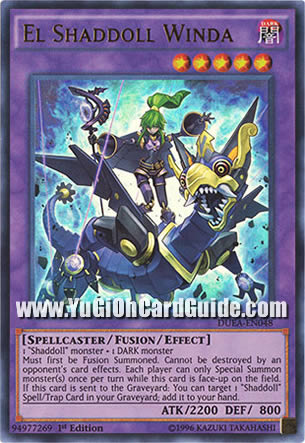 El Shaddoll Winda
DARK
闇
www.YuGiOhCardGuide.com
DUEA-EN048
[Spellcaster/Fusion/Effect]
1 "Shaddoll" monster + 1 DARK monster
Must first be Fusion Summoned. Cannot be destroyed by an
opponent's card effects. Each player can only Special Summon
monster(s) once per turn while this card is face-up on the field.
If this card is sent to the Graveyard: You can target 1 "Shaddoll"
Spell/Trap Card in your Graveyard; add it to your hand.
ATK/2200 DEF/ 800
94977269 1st Edition ©1996 KAZUKI TAKAHASHI